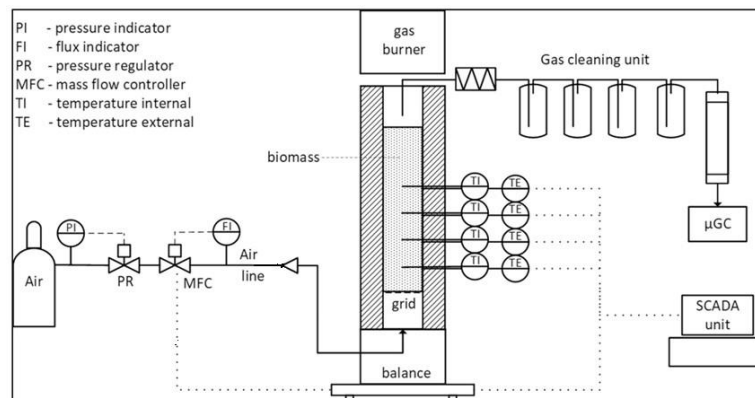 PI - pressure indicator
FI - flux indicator
PR - pressure regulator
MFC - mass flow controller
TI - temperature internal
TE - temperature external
gas
burner
Gas cleaning unit
biomass
TI TE
TI TE
TI TE
TI TE
μGC
PI
FI
Air
line
Air
PR
MFC
grid
SCADA
unit
balance